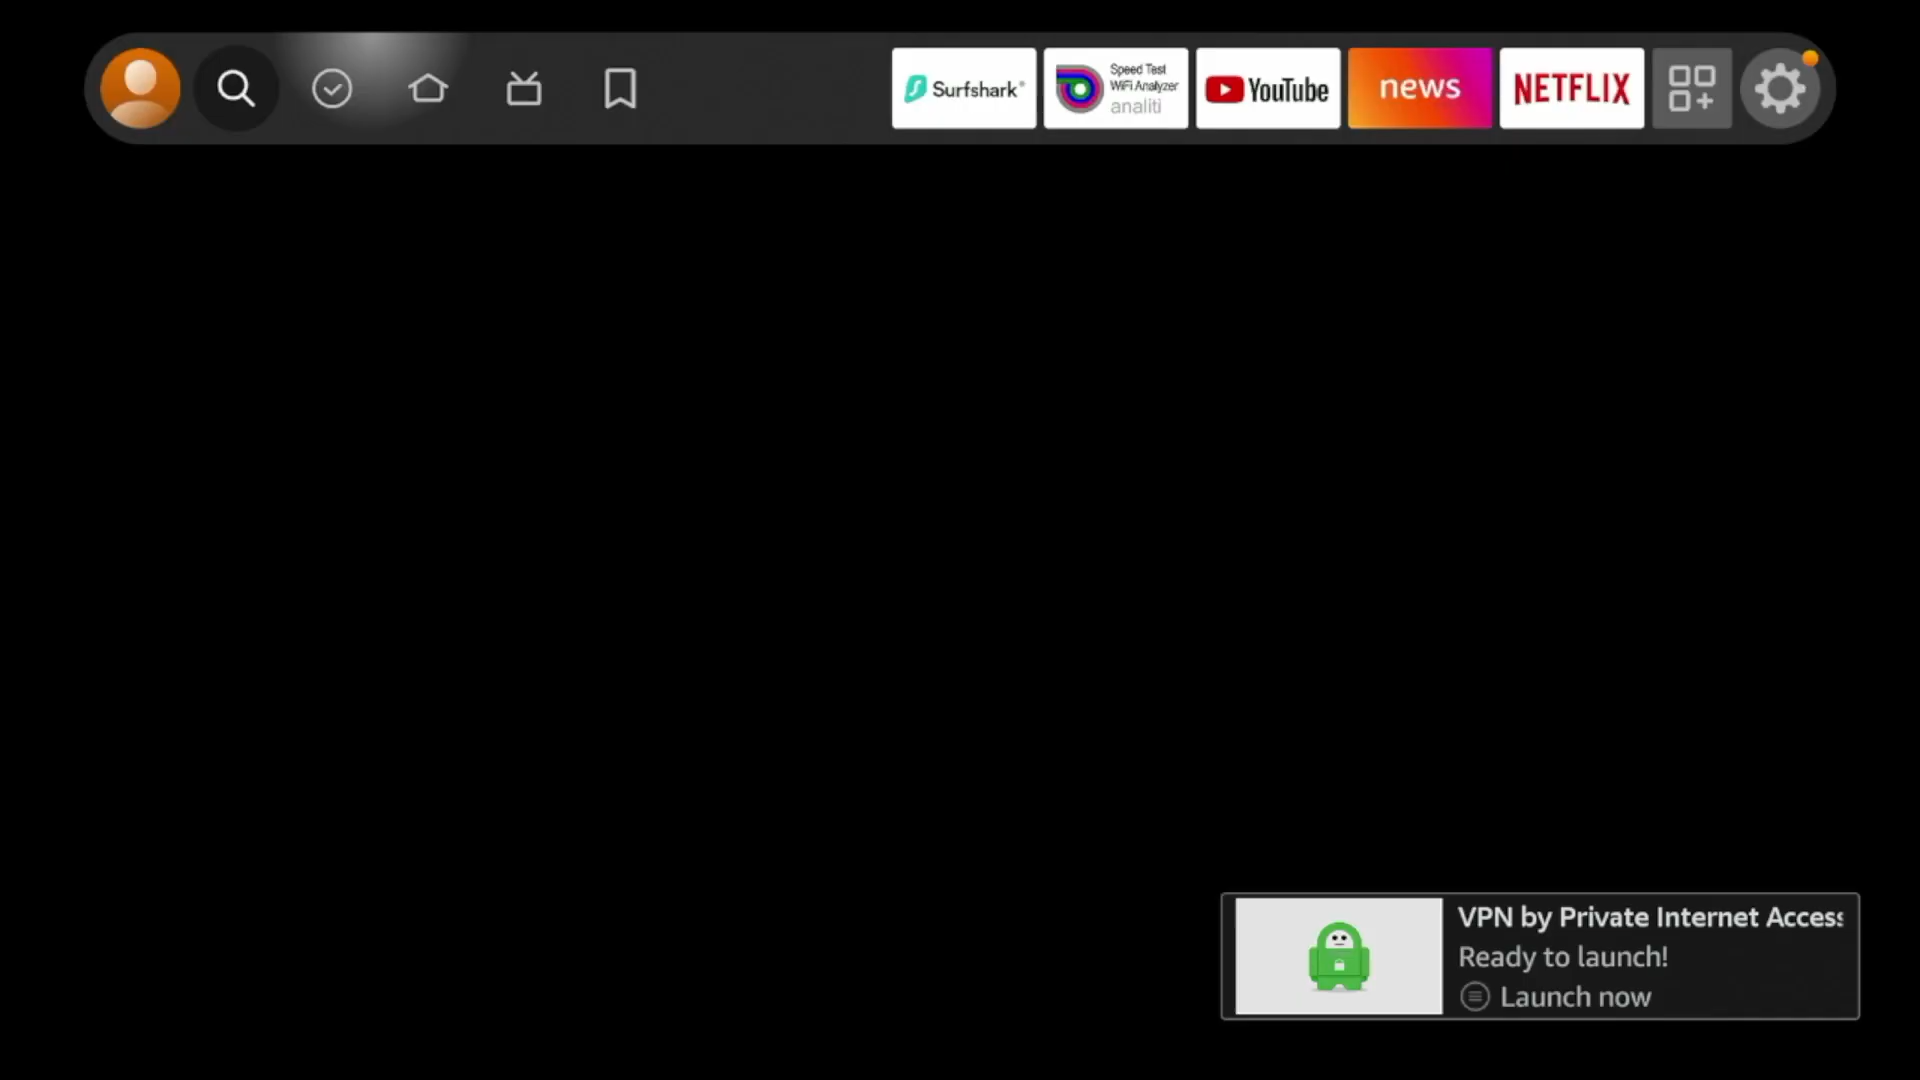 Surfshark®
Speed Test
WiFi Analyzer
analiti
YouTube
news
NETFLIX
VPN by Private Internet Access
Ready to launch!
Launch now